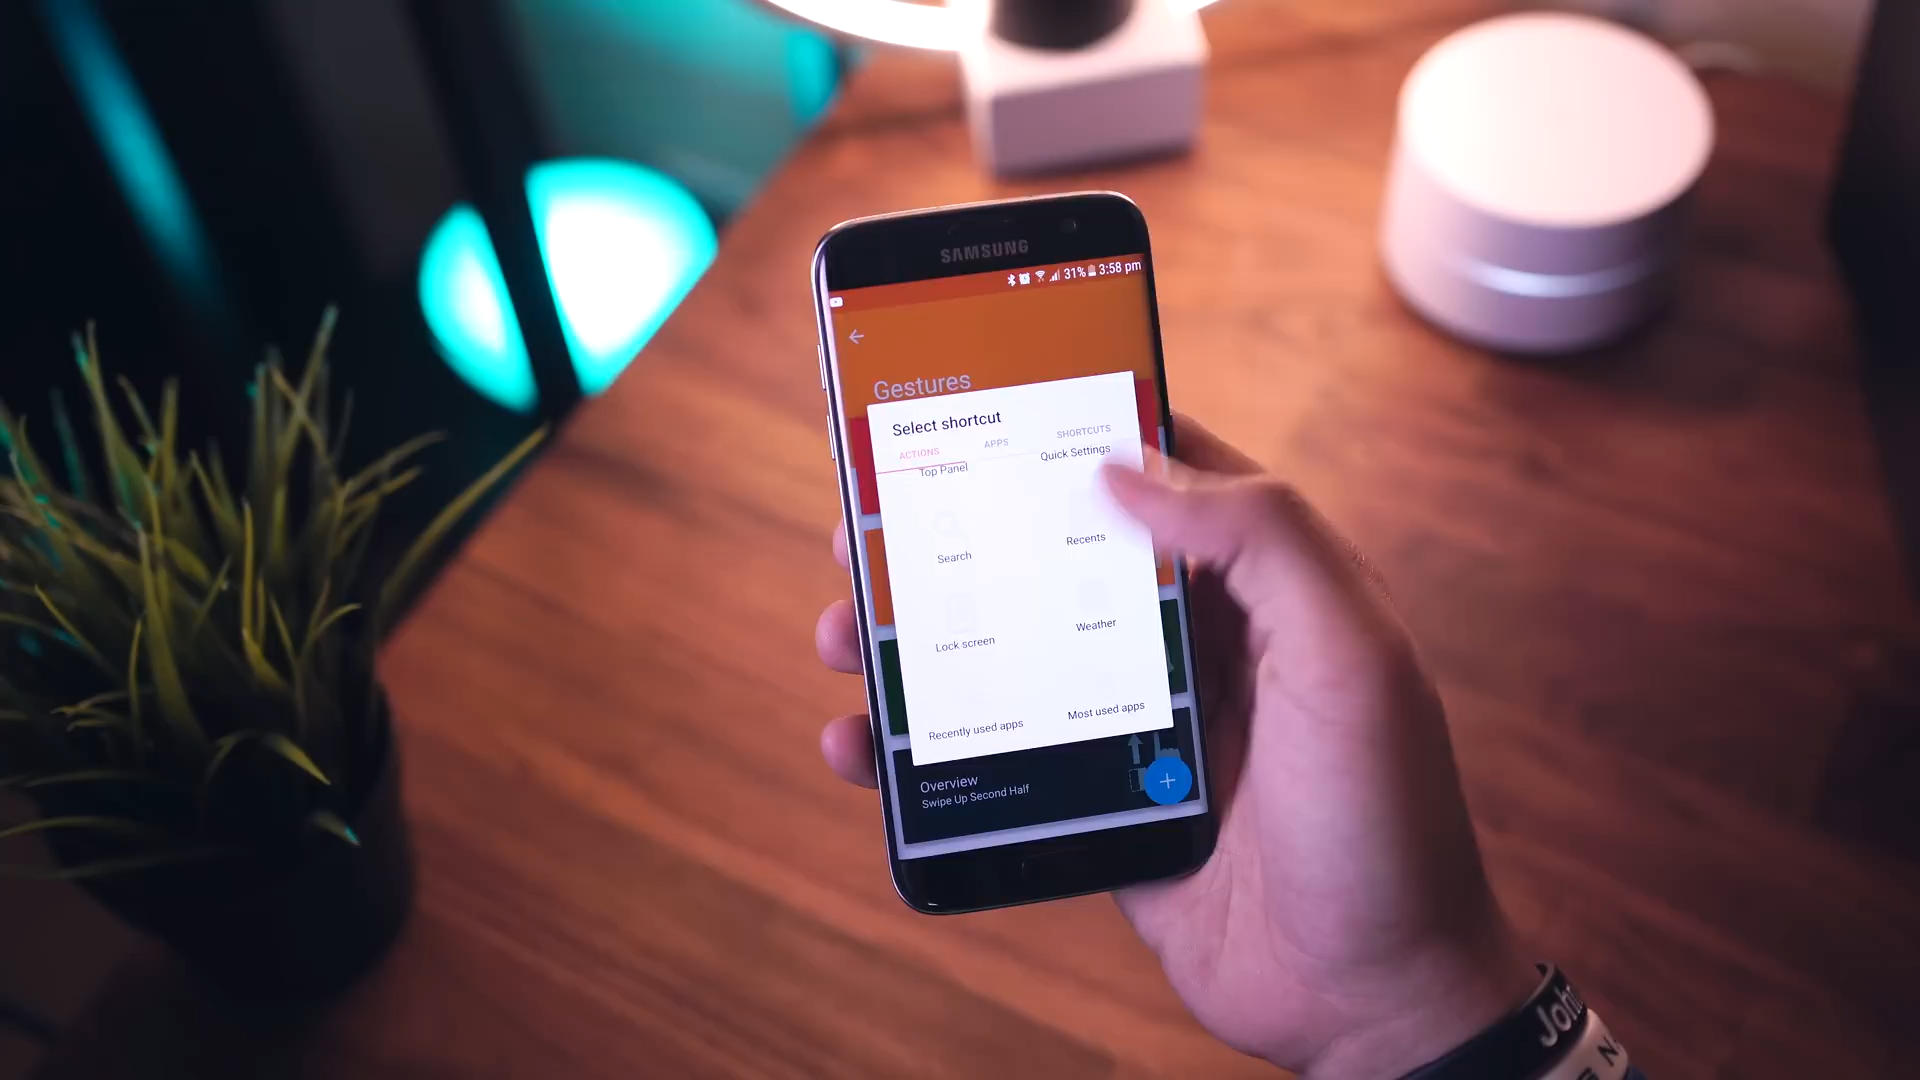 SAMSUNG
31% 3:58 pm
Gestures
Select shortcut
ACTIONS APPS SHORTCUTS
Top Panel Quick Settings
Search Recents
Lock screen Weather
Recently used apps Most used apps
Overview
Swipe Up Second Half
John